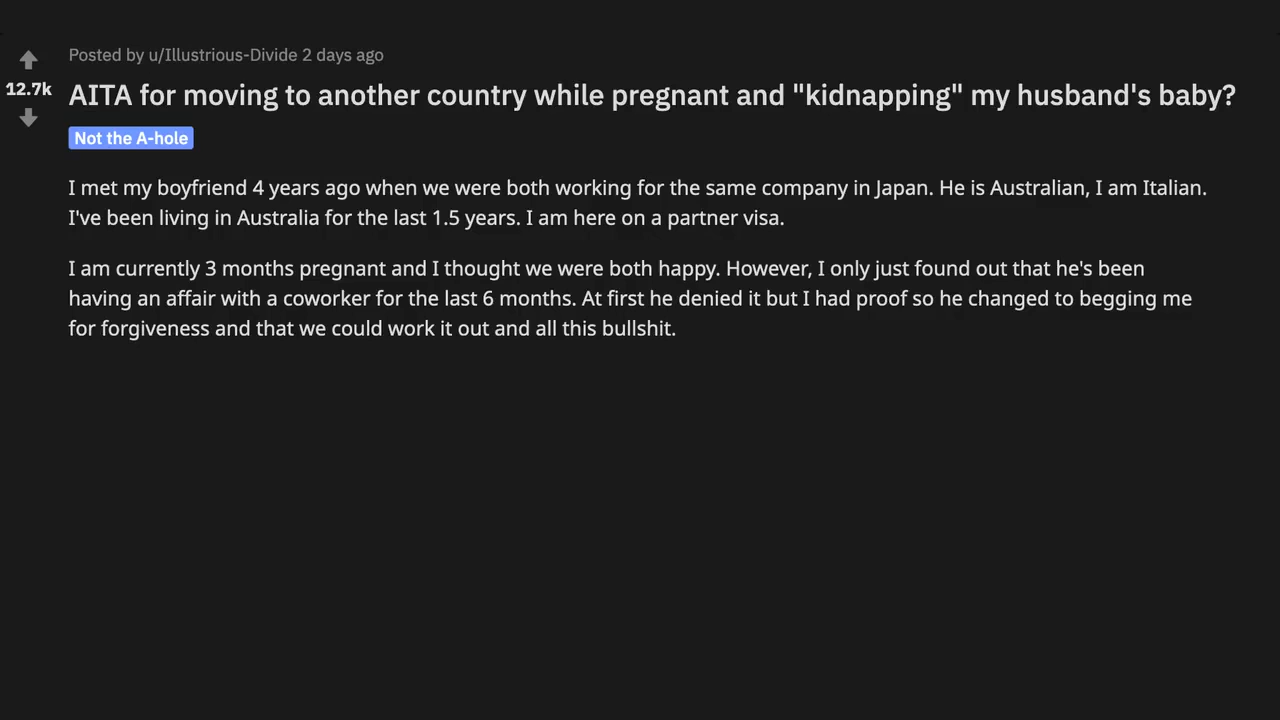 Posted by u/Illustrious-Divide 2 days ago
12.7k
AITA for moving to another country while pregnant and "kidnapping" my husband's baby?
Not the A-hole
I met my boyfriend 4 years ago when we were both working for the same company in Japan. He is Australian, I am Italian.
I've been living in Australia for the last 1.5 years. I am here on a partner visa.
I am currently 3 months pregnant and I thought we were both happy. However, I only just found out that he's been
having an affair with a coworker for the last 6 months. At first he denied it but I had proof so he changed to begging me
for forgiveness and that we could work it out and all this bullshit.